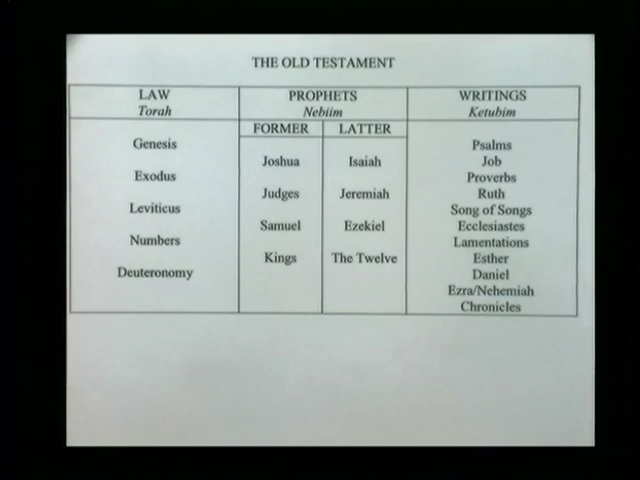 THE OLD TESTAMENT
LAW
Torah
PROPHETS
Nebiim
WRITINGS
Ketubim
FORMER
LATTER
Genesis
Exodus
Leviticus
Numbers
Deuteronomy
Joshua
Judges
Samuel
Kings
Isaiah
Jeremiah
Ezekiel
The Twelve
Psalms
Job
Proverbs
Ruth
Song of Songs
Ecclesiastes
Lamentations
Esther
Daniel
Ezra/Nehemiah
Chronicles